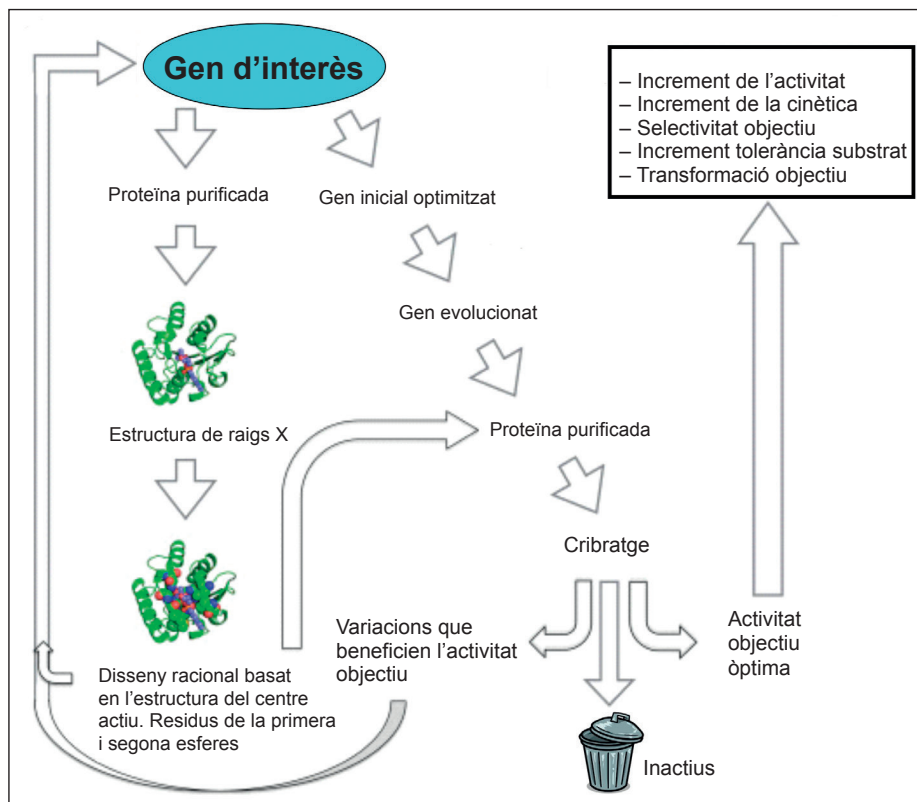 Gen d’interès
– Increment de l’activitat
– Increment de la cinètica
– Selectivitat objectiu
– Increment tolerància substrat
– Transformació objectiu
Proteïna purificada
Gen inicial optimitzat
Gen evolucionat
Estructura de raigs X
Proteïna purificada
Cribratge
Variacions que
beneficien l’activitat
objectiu
Activitat
objectiu
òptima
Disseny racional basat
en l’estructura del centre
actiu. Residus de la primera
i segona esferes
Inactius